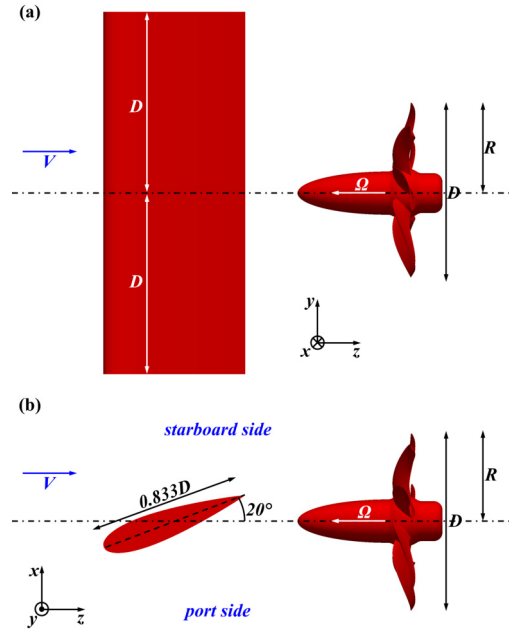 (a)
D
V
D
Ω
R
D
y
x
z
(b)
starboard side
V
0.833D
20°
Ω
R
D
x
y
z
port side